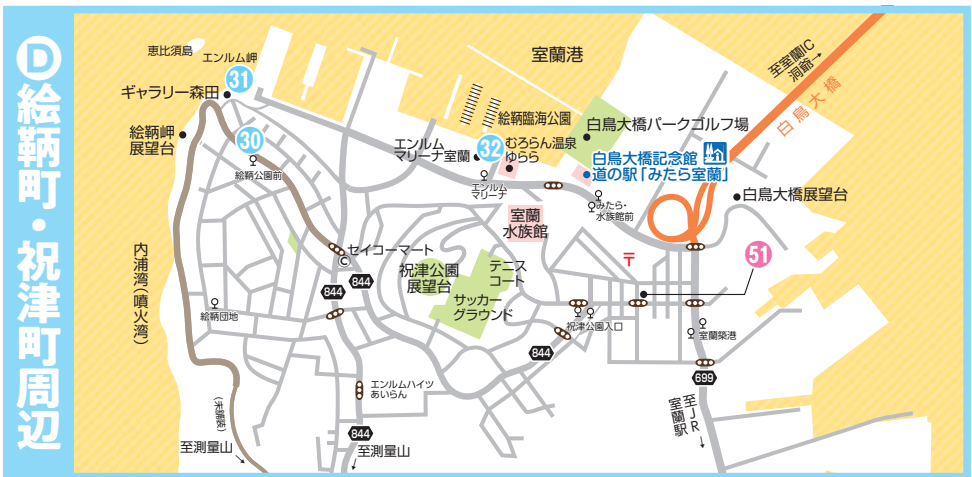 D
絵鞆町・祝津町周辺
恵比須島
エンルム岬
31
ギャラリー森田
絵鞆岬
展望台
30
絵鞆公園前
室蘭港
至室蘭IC
洞爺→
白鳥大橋
絵鞆臨海公園
エンルム
マリーナ室蘭
32
むろらん温泉
ゆらら
エンルム
マリーナ
白鳥大橋パークゴルフ場
白鳥大橋記念館
道の駅「みたら室蘭」
みたら・
水族館前
白鳥大橋展望台
室蘭
水族館
〒
51
内浦湾(噴火湾)
セイコーマート
C
844
844
祝津公園
展望台
テニス
コート
サッカー
グラウンド
絵鞆団地
祝津公園入口
室蘭築港
844
699
エンルムハイツ
あいらん
(未舗装)
至測量山
844
至測量山
至JR
室蘭駅→